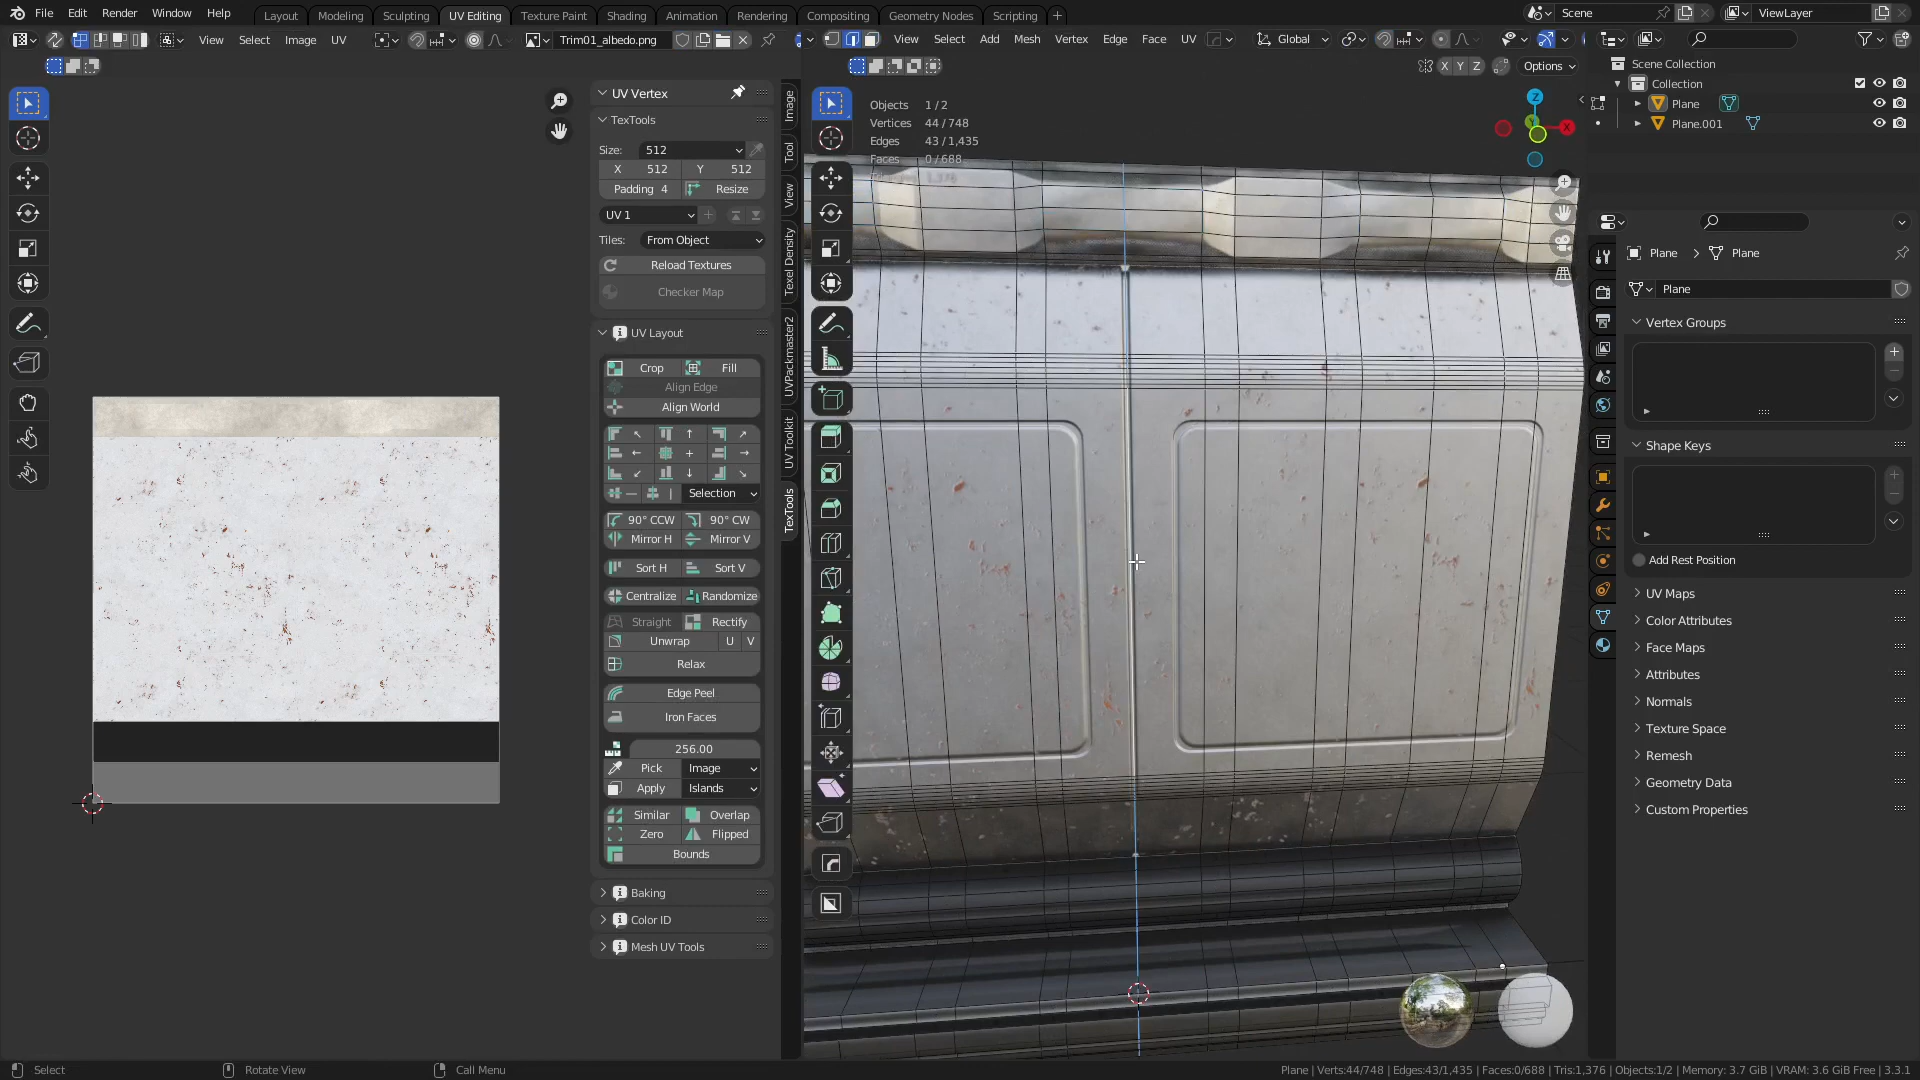 File Edit Render Window Help
Layout Modeling Sculpting UV Editing Texture Paint Shading Animation Rendering Compositing Geometry Nodes Scripting +
Scene
ViewLayer
View Select Image UV
Trim01_albedo.png
View Select Add Mesh Vertex Edge Face UV
Global
X Y Z
Options
UV Vertex
TexTools
Size: 512
X 512 Y 512
Padding 4 Resize
UV 1
Tiles: From Object
Reload Textures
Checker Map
UV Layout
Crop Fill
Align Edge
Align World
Selection
90° CCW 90° CW
Mirror H Mirror V
Sort H Sort V
Centralize Randomize
Straight Rectify
Unwrap U V
Relax
Edge Peel
Iron Faces
256.00
Pick Image
Apply Islands
Similar Overlap
Zero Flipped
Bounds
Baking
Color ID
Mesh UV Tools
Image
Tool
View
Texel Density
UVPackmaster2
UV Toolkit
TexTools
Objects 1 / 2
Vertices 44 / 748
Edges 43 / 1,435
Faces 0 / 688
Z
X
Y
Scene Collection
Collection
Plane
Plane.001
Plane > Plane
Plane
Vertex Groups
Shape Keys
Add Rest Position
UV Maps
Color Attributes
Face Maps
Attributes
Normals
Texture Space
Remesh
Geometry Data
Custom Properties
Select
Rotate View
Call Menu
Plane | Verts:44/748 | Edges:43/1,435 | Faces:0/688 | Tris:1,376 | Objects:1/2 | Memory: 3.7 GiB | VRAM: 3.6 GiB Free | 3.3.1